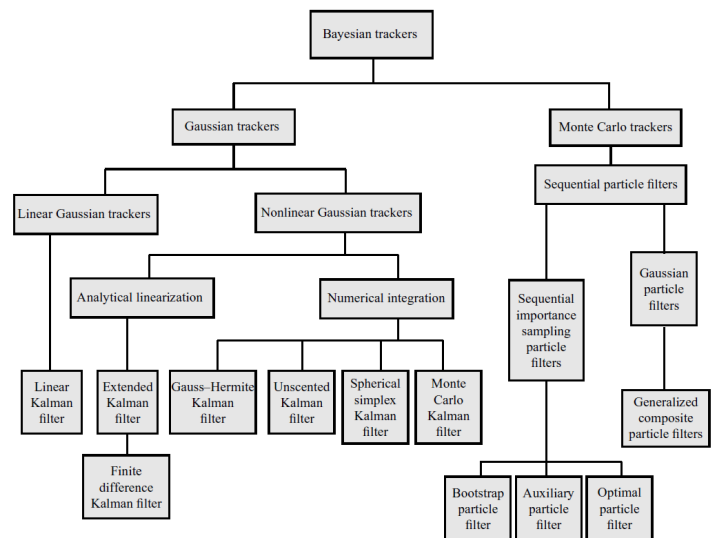 Bayesian trackers
Gaussian trackers
Monte Carlo trackers
Sequential particle filters
Linear Gaussian trackers
Nonlinear Gaussian trackers
Gaussian
particle
filters
Analytical linearization
Numerical integration
Sequential
importance
sampling
particle
filters
Linear
Kalman
filter
Extended
Kalman
filter
Gauss–Hermite
Kalman
filter
Unscented
Kalman
filter
Spherical
simplex
Kalman
filter
Monte
Carlo
Kalman
filter
Generalized
composite
particle filters
Finite
difference
Kalman filter
Bootstrap
particle
filter
Auxiliary
particle
filter
Optimal
particle
filter